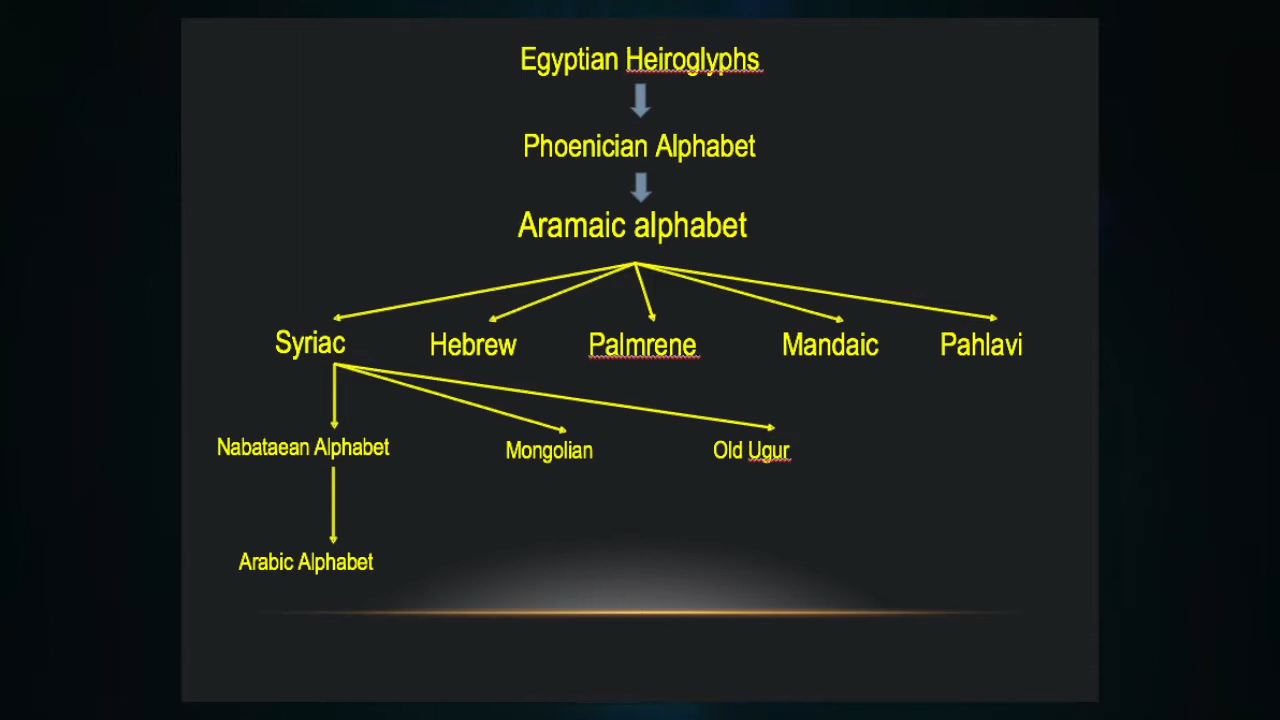 Egyptian Heiroglyphs
Phoenician Alphabet
Aramaic alphabet
Syriac Hebrew Palmrene Mandaic Pahlavi
Nabataean Alphabet Mongolian Old Ugur
Arabic Alphabet